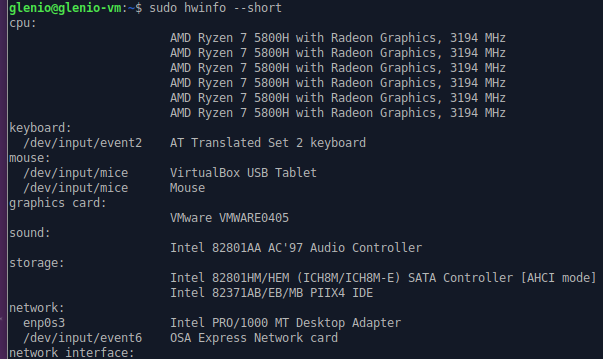 glenio@glenio-vm:~$ sudo hwinfo --short
cpu:
AMD Ryzen 7 5800H with Radeon Graphics, 3194 MHz
AMD Ryzen 7 5800H with Radeon Graphics, 3194 MHz
AMD Ryzen 7 5800H with Radeon Graphics, 3194 MHz
AMD Ryzen 7 5800H with Radeon Graphics, 3194 MHz
AMD Ryzen 7 5800H with Radeon Graphics, 3194 MHz
AMD Ryzen 7 5800H with Radeon Graphics, 3194 MHz
keyboard:
/dev/input/event2 AT Translated Set 2 keyboard
mouse:
/dev/input/mice VirtualBox USB Tablet
/dev/input/mice Mouse
graphics card:
VMware VMWARE0405
sound:
Intel 82801AA AC'97 Audio Controller
storage:
Intel 82801HM/HEM (ICH8M/ICH8M-E) SATA Controller [AHCI mode]
Intel 82371AB/EB/MB PIIX4 IDE
network:
enp0s3 Intel PRO/1000 MT Desktop Adapter
/dev/input/event6 OSA Express Network card
network interface: